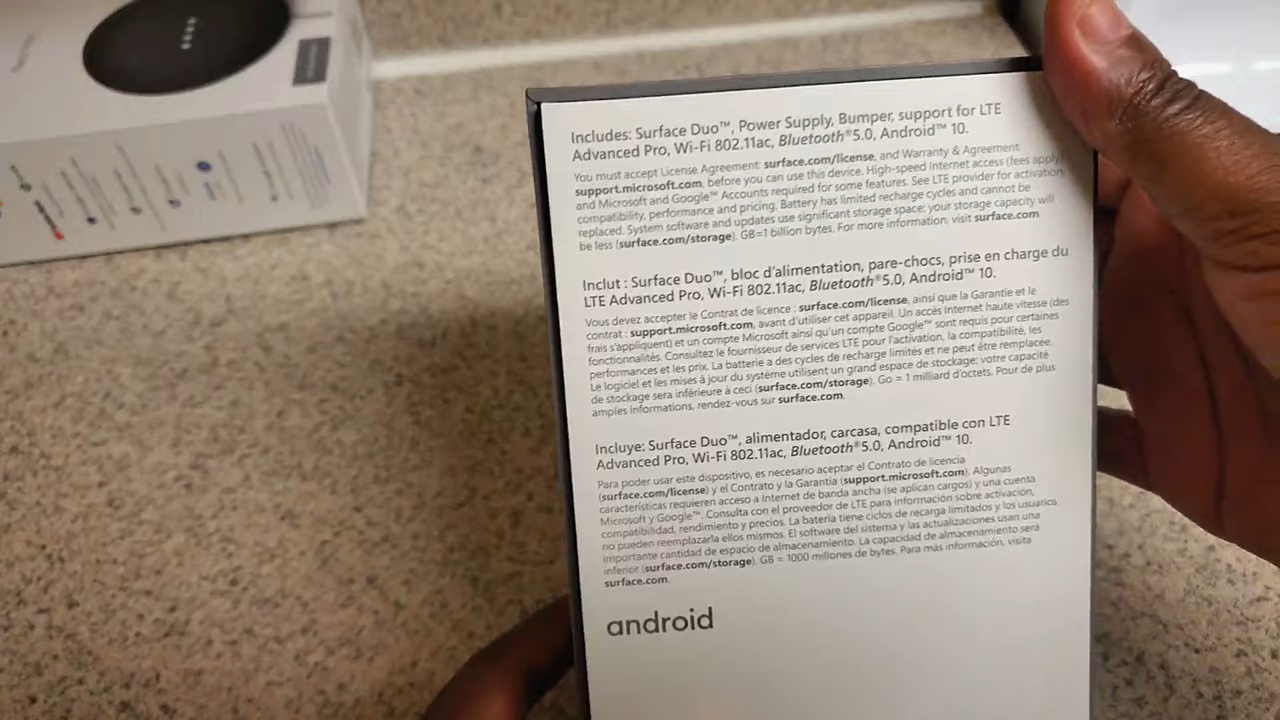 Includes: Surface Duo™, Power Supply, Bumper, support for LTE
Advanced Pro, Wi-Fi 802.11ac, Bluetooth® 5.0, Android™ 10.
You must accept License Agreement: surface.com/license, and Warranty & Agreement:
support.microsoft.com, before you can use this device. High-speed Internet access (fees apply)
and Microsoft and Google™ Accounts required for some features. See LTE provider for activation,
compatibility, performance and pricing. Battery has limited recharge cycles and cannot be
replaced. System software and updates use significant storage space; your storage capacity will
be less (surface.com/storage). GB=1 billion bytes. For more information, visit surface.com
Inclut : Surface Duo™, bloc d'alimentation, pare-chocs, prise en charge du
LTE Advanced Pro, Wi-Fi 802.11ac, Bluetooth® 5.0, Android™ 10.
Vous devez accepter le Contrat de licence : surface.com/license, ainsi que la Garantie et le
contrat : support.microsoft.com, avant d'utiliser cet appareil. Un accès Internet haute vitesse (des
frais s'appliquent) et un compte Microsoft ainsi qu'un compte Google™ sont requis pour certaines
fonctionnalités. Consultez le fournisseur de services LTE pour l'activation, la compatibilité, les
performances et les prix. La batterie a des cycles de recharge limités et ne peut être remplacée.
Le logiciel et les mises à jour du système utilisent un grand espace de stockage; votre capacité
de stockage sera inférieure à ceci (surface.com/storage). Go = 1 milliard d'octets. Pour de plus
amples informations, rendez-vous sur surface.com.
Incluye: Surface Duo™, alimentador, carcasa, compatible con LTE
Advanced Pro, Wi-Fi 802.11ac, Bluetooth® 5.0, Android™ 10.
Para poder usar este dispositivo, es necesario aceptar el Contrato de licencia
(surface.com/license) y el Contrato y la Garantía (support.microsoft.com). Algunas
características requieren acceso a Internet de banda ancha (se aplican cargos) y una cuenta
Microsoft y Google™. Consulta con el proveedor de LTE para información sobre activación,
compatibilidad, rendimiento y precios. La batería tiene ciclos de recarga limitados y los usuarios
no pueden reemplazarla ellos mismos. El software del sistema y las actualizaciones usan una
importante cantidad de espacio de almacenamiento. La capacidad de almacenamiento será
inferior (surface.com/storage). GB = 1000 millones de bytes. Para más información, visita
surface.com.
android